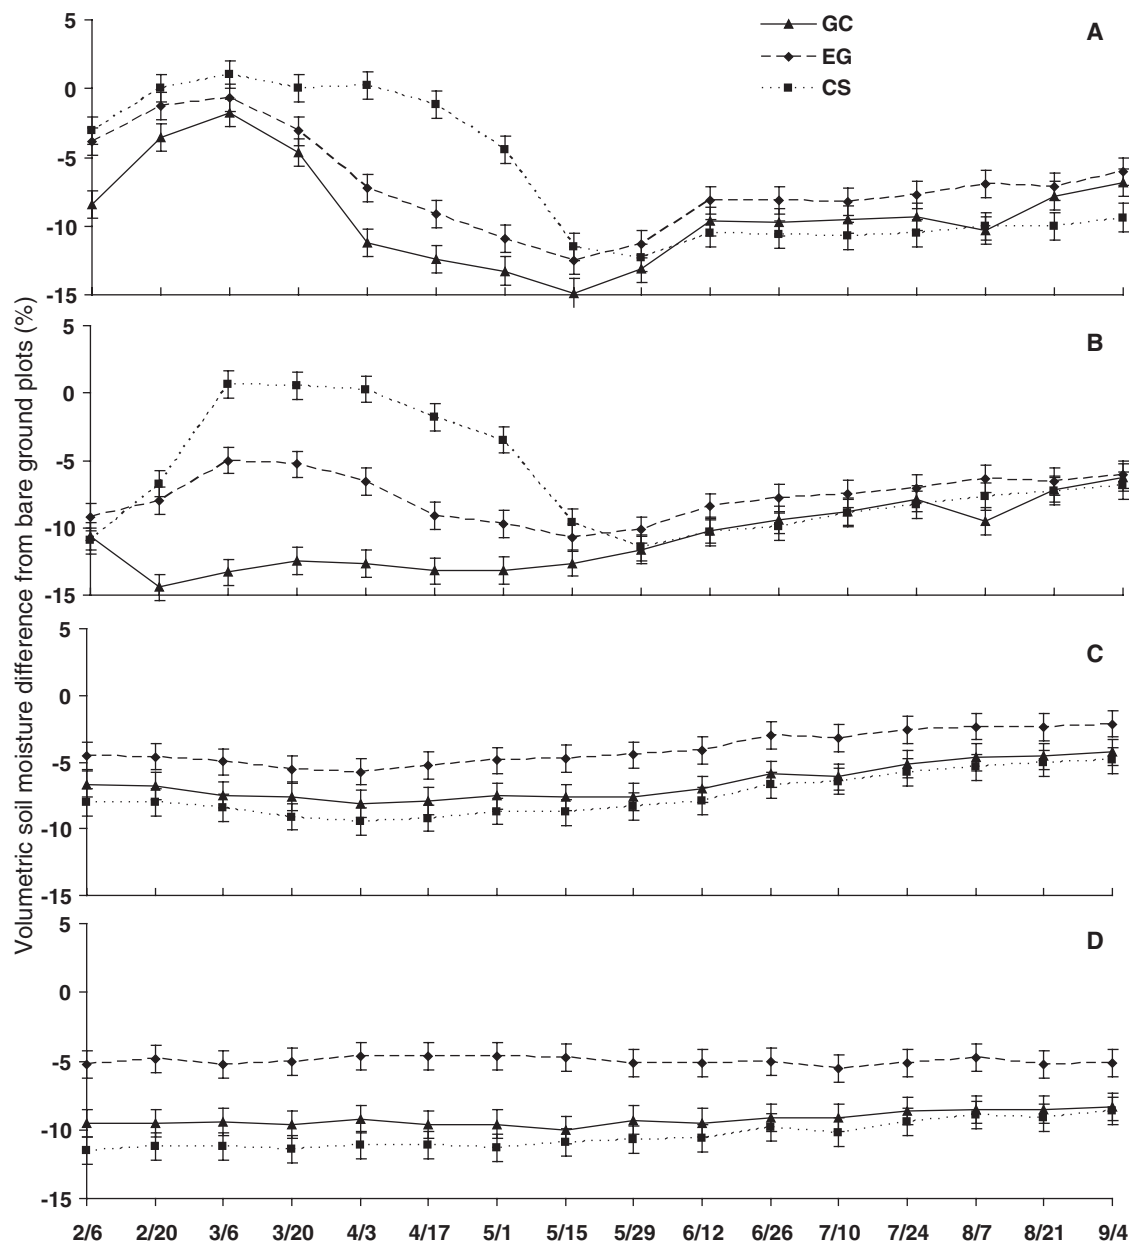 GC
EG
CS
A
5
0
-5
-10
-15
B
5
0
-5
-10
-15
C
5
0
-5
-10
-15
D
5
0
-5
-10
-15
Volumetric soil moisture difference from bare ground plots (%)
2/6 2/20 3/6 3/20 4/3 4/17 5/1 5/15 5/29 6/12 6/26 7/10 7/24 8/7 8/21 9/4